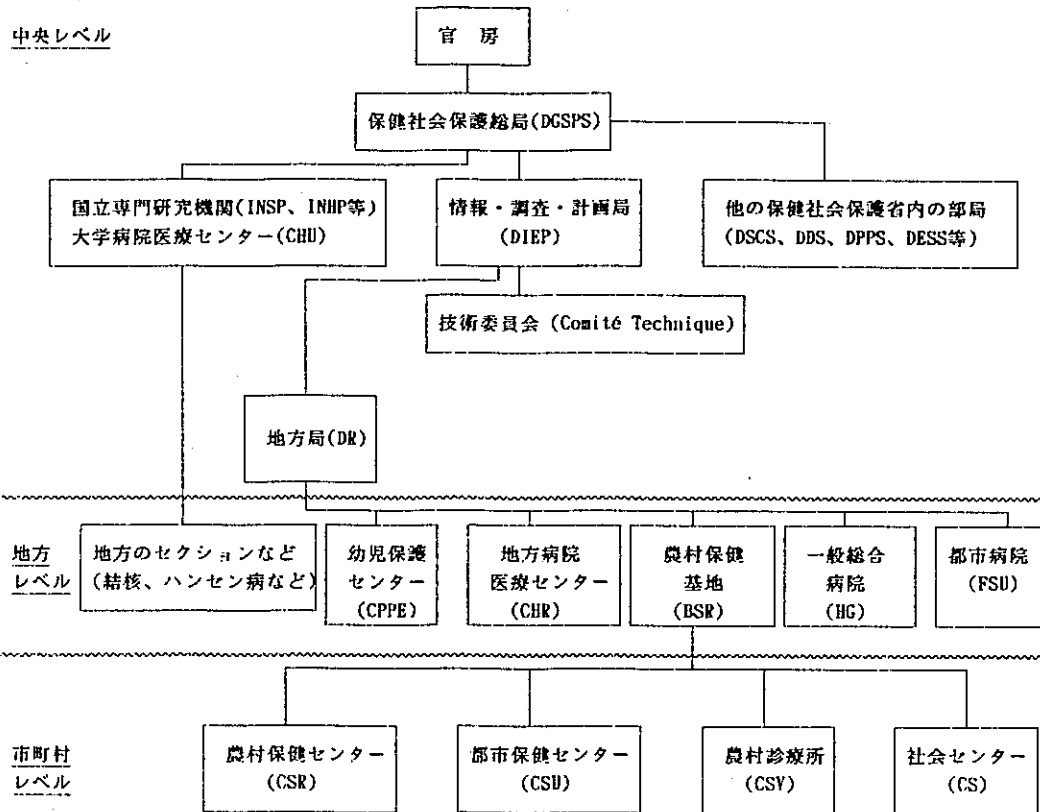 中央レベル
官 房
保健社会保護総局(DGSPS)
国立専門研究機関(INSP、INHP等)
大学病院医療センター(CHU)
情報・調査・計画局
(DIEP)
他の保健社会保護省内の部局
(DSCS、DDS、DPPS、DESS等)
技術委員会 (Comité Technique)
地方局(DR)
地方
レベル
地方のセクションなど
(結核、ハンセン病など)
幼児保護
センター
(CPPE)
地方病院
医療センター
(CHR)
農村保健
基地
(BSR)
一般総合
病院
(HG)
都市病院
(FSU)
市町村
レベル
農村保健センター
(CSR)
都市保健センター
(CSU)
農村診療所
(CSV)
社会センター
(CS)